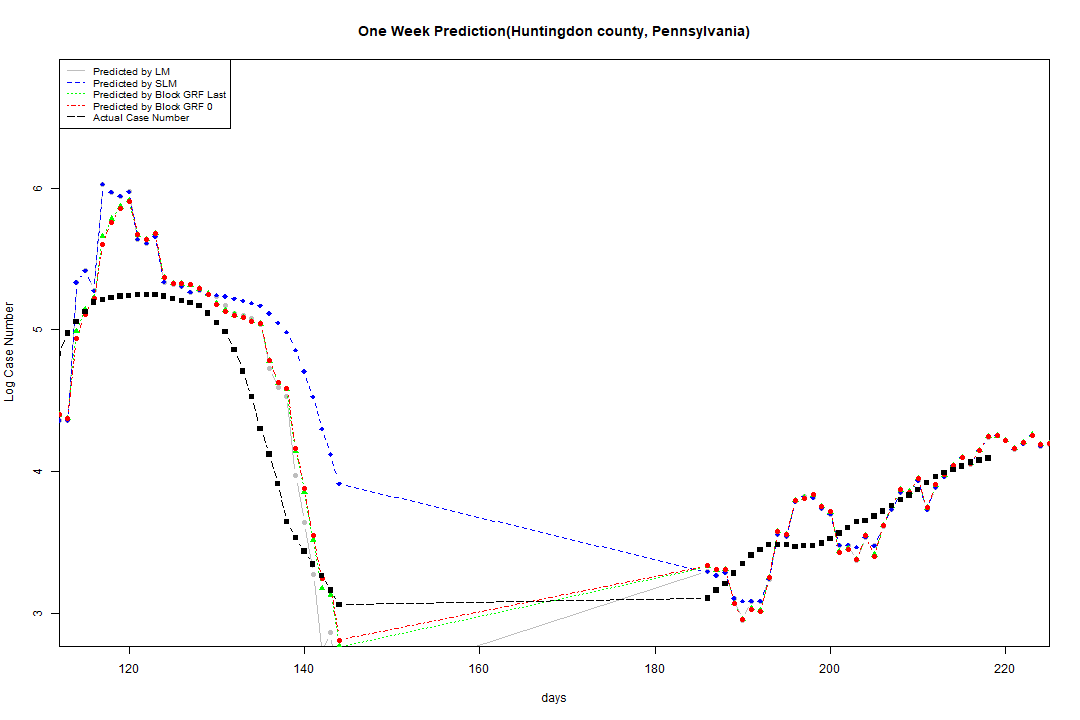 One Week Prediction(Huntingdon county, Pennsylvania)
Predicted by LM
Predicted by SLM
Predicted by Block GRF Last
Predicted by Block GRF 0
Actual Case Number
6
5
4
3
Log Case Number
120 140 160 180 200 220
days